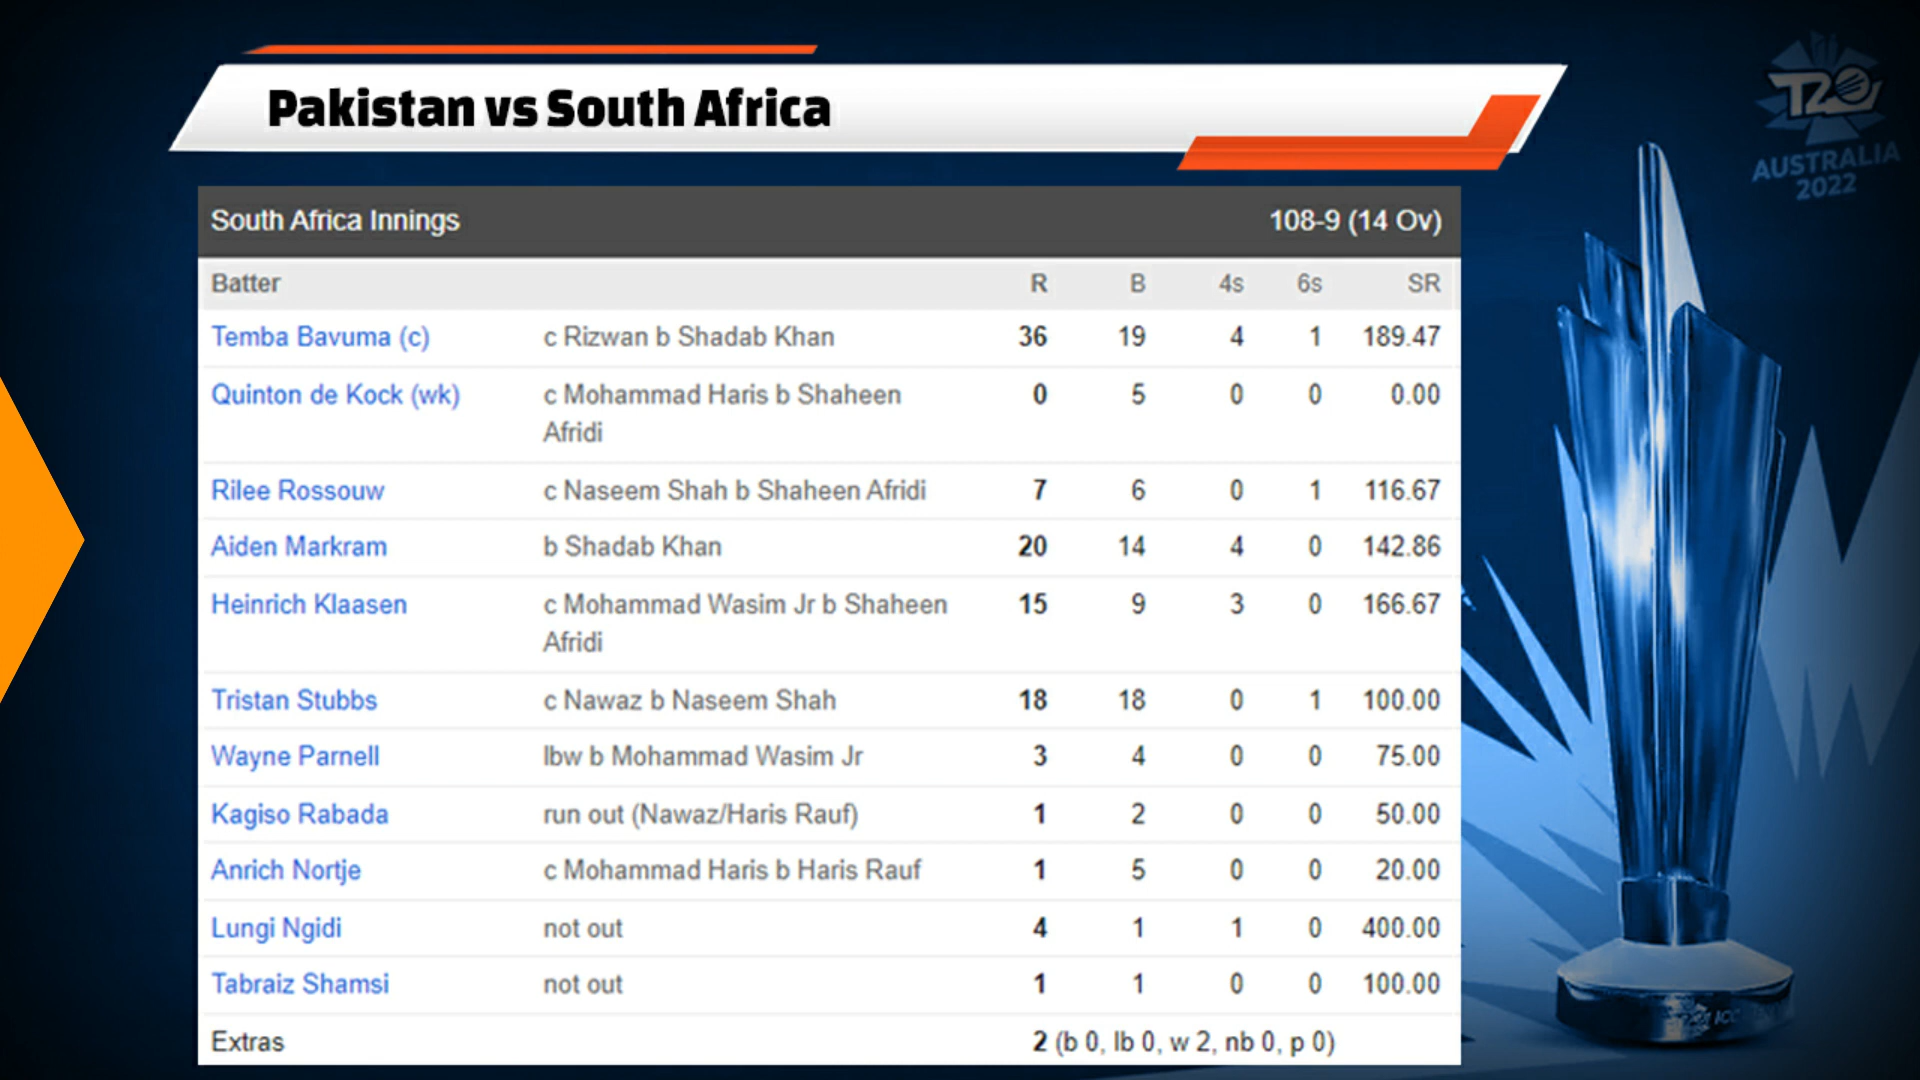 Pakistan vs South Africa
T20
AUSTRALIA
2022
South Africa Innings 108-9 (14 Ov)
Batter R B 4s 6s SR
Temba Bavuma (c) c Rizwan b Shadab Khan 36 19 4 1 189.47
Quinton de Kock (wk) c Mohammad Haris b Shaheen 0 5 0 0 0.00
Afridi
Rilee Rossouw c Naseem Shah b Shaheen Afridi 7 6 0 1 116.67
Aiden Markram b Shadab Khan 20 14 4 0 142.86
Heinrich Klaasen c Mohammad Wasim Jr b Shaheen 15 9 3 0 166.67
Afridi
Tristan Stubbs c Nawaz b Naseem Shah 18 18 0 1 100.00
Wayne Parnell lbw b Mohammad Wasim Jr 3 4 0 0 75.00
Kagiso Rabada run out (Nawaz/Haris Rauf) 1 2 0 0 50.00
Anrich Nortje c Mohammad Haris b Haris Rauf 1 5 0 0 20.00
Lungi Ngidi not out 4 1 1 0 400.00
Tabraiz Shamsi not out 1 1 0 0 100.00
Extras 2 (b 0, lb 0, w 2, nb 0, p 0)
ICC